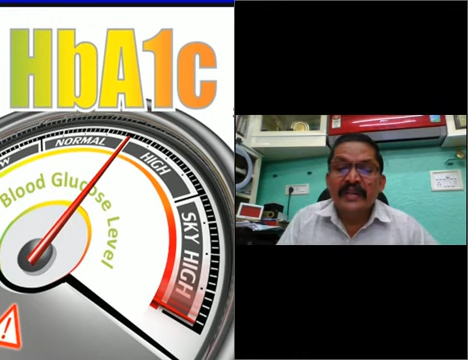 HbA1c
W
NORMAL
HIGH
SKY HIGH
Blood Glucose Level
!